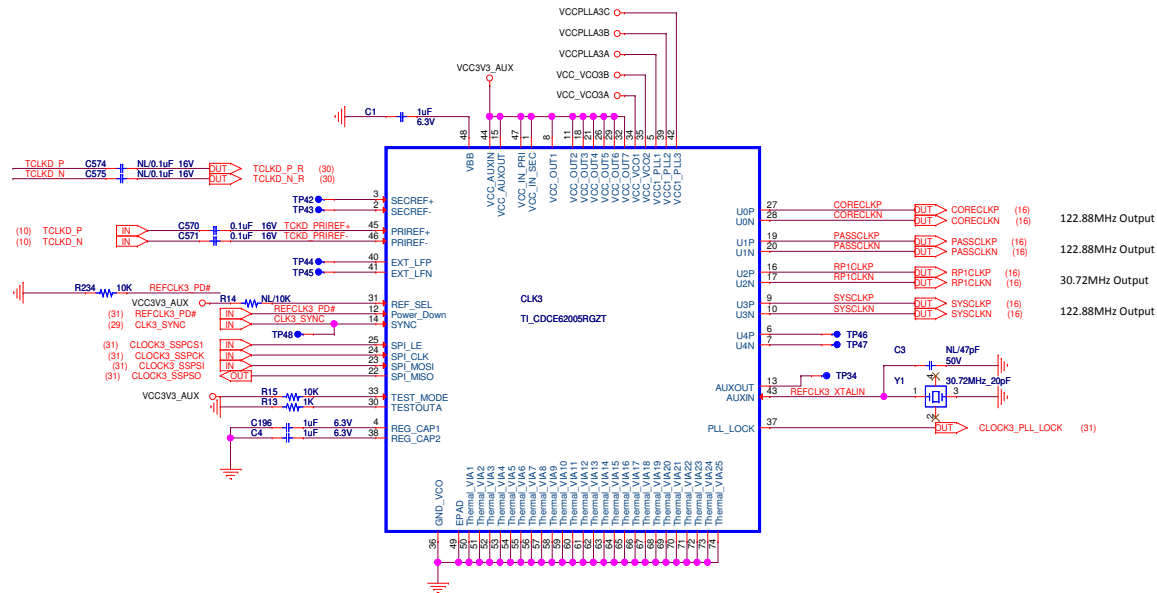 VCCPLLA3C
VCCPLLA3B
VCCPLLA3A
VCC_VCO3B
VCC_VCO3A
VCC3V3_AUX
C1 1uF
6.3V
48 44 15 47 1 8 11 18 21 26 29 32 34 35 5 39 42
VBB
VCC_AUXIN
VCC_AUXOUT
VCC_IN_PRI
VCC_IN_SEC
VCC_OUT1
VCC_OUT2
VCC_OUT3
VCC_OUT4
VCC_OUT5
VCC_OUT6
VCC_OUT7
VCC_VCO1
VCC_VCO2
VCC1_PLL1
VCC1_PLL2
VCC1_PLL3
TCLKD_P C574 NL/0.1uF 16V OUT TCLKD_P_R (30)
TCLKD_N C575 NL/0.1uF 16V OUT TCLKD_N_R (30)
TP42 3 SECREF+
TP43 2 SECREF-
(10) TCLKD_P IN C570 0.1uF 16V TCKD_PRIREF+ 45 PRIREF+
(10) TCLKD_N IN C571 0.1uF 16V TCKD_PRIREF- 46 PRIREF-
TP44 40 EXT_LFP
TP45 41 EXT_LFN
R234 10K REFCLK3_PD#
VCC3V3_AUX R14 NL/10K 31 REF_SEL
(31) REFCLK3_PD# IN REFCLK3_PD# 12 Power_Down
(29) CLK3_SYNC IN CLK3_SYNC 14 SYNC
TP48
(31) CLOCK3_SSPCS1 IN 25 SPI_LE
(31) CLOCK3_SSPCK IN 24 SPI_CLK
(31) CLOCK3_SSPSI IN 23 SPI_MOSI
(31) CLOCK3_SSPSO OUT 22 SPI_MISO
VCC3V3_AUX R15 10K 33 TEST_MODE
R13 1K 30 TESTOUTA
C196 1uF 6.3V 4 REG_CAP1
C4 1uF 6.3V 38 REG_CAP2
CLK3
TI_CDCE62005RGZT
U0P 27 CORECLKP OUT CORECLKP (16)
U0N 28 CORECLKN OUT CORECLKN (16)
122.88MHz Output
U1P 19 PASSCLKP OUT PASSCLKP (16)
U1N 20 PASSCLKN OUT PASSCLKN (16)
122.88MHz Output
U2P 16 RP1CLKP OUT RP1CLKP (16)
U2N 17 RP1CLKN OUT RP1CLKN (16)
30.72MHz Output
U3P 9 SYSCLKP OUT SYSCLKP (16)
U3N 10 SYSCLKN OUT SYSCLKN (16)
122.88MHz Output
U4P 6 TP46
U4N 7 TP47
C3 NL/47pF
50V
AUXOUT 13 TP34
Y1 4 30.72MHz_20pF
AUXIN 43 REFCLK3_XTALIN 1 3
2
PLL_LOCK 37 OUT CLOCK3_PLL_LOCK (31)
GND_VCO
EPAD
Thermal_VIA1
Thermal_VIA2
Thermal_VIA3
Thermal_VIA4
Thermal_VIA5
Thermal_VIA6
Thermal_VIA7
Thermal_VIA8
Thermal_VIA9
Thermal_VIA10
Thermal_VIA11
Thermal_VIA12
Thermal_VIA13
Thermal_VIA14
Thermal_VIA15
Thermal_VIA16
Thermal_VIA17
Thermal_VIA18
Thermal_VIA19
Thermal_VIA20
Thermal_VIA21
Thermal_VIA22
Thermal_VIA23
Thermal_VIA24
Thermal_VIA25
36 49 50 51 52 53 54 55 56 57 58 59 60 61 62 63 64 65 66 67 68 69 70 71 72 73 74